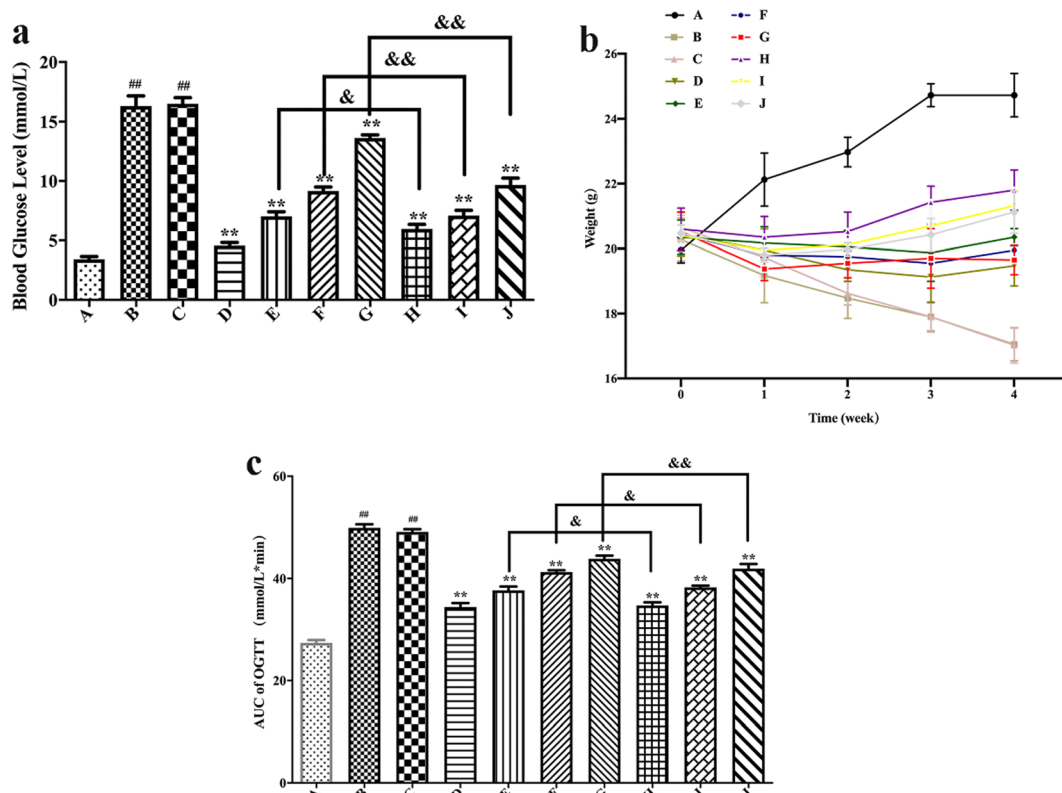 a
Blood Glucose Level (mmol/L)
20
15
10
5
0
## ## ** ** ** ** ** ** **
& && &&
A B C D E F G H I J
b
A F
B G
C H
D I
E J
Weight (g)
26
24
22
20
18
16
0 1 2 3 4
Time (week)
c
AUC of OGTT (mmol/L*min)
60
40
20
0
## ## ** ** ** ** ** ** **
& & &&
A B C D E F G H I J